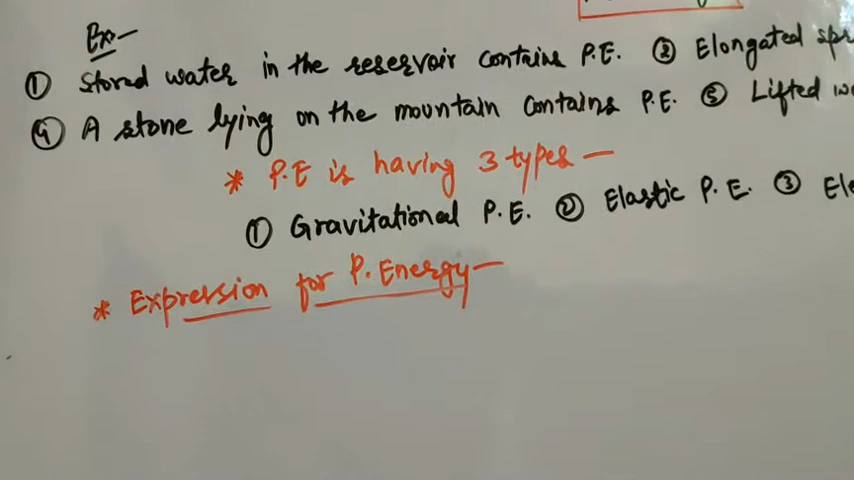 Ex-
① Stored water in the reservoir contains P.E. ② Elongated
④ A stone lying on the mountain contains P.E. ⑤ Lifted
* P.E is having 3 types -
① Gravitational P.E. ② Elastic P.E. ③
* Expression for P. Energy -